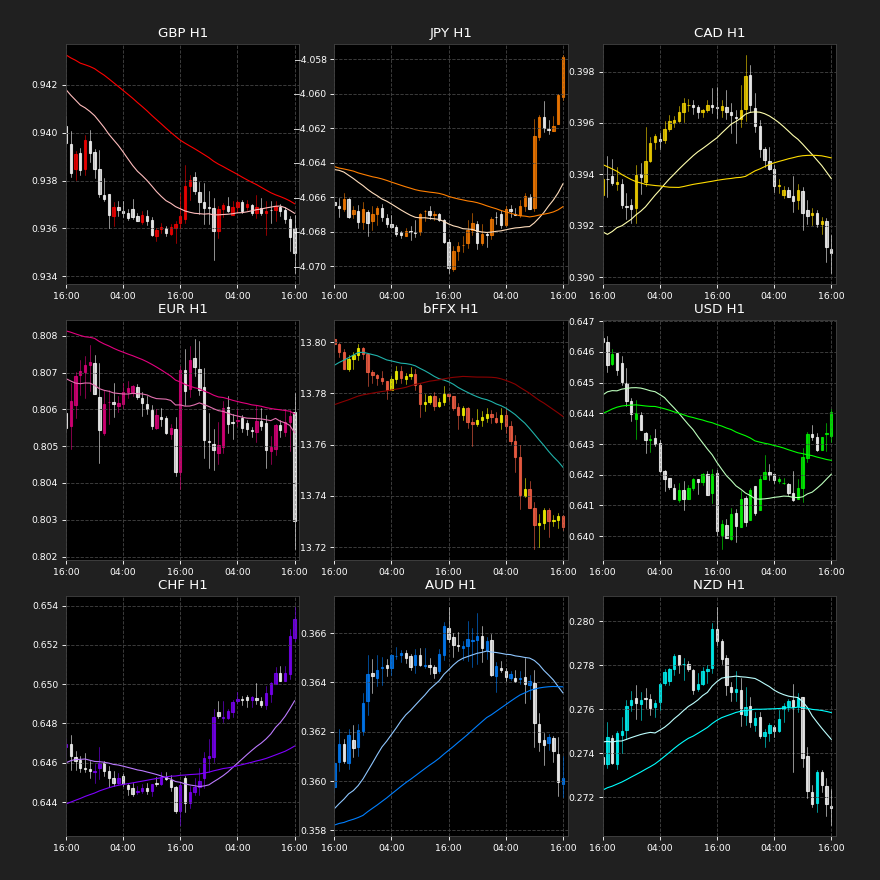 GBP H1
0.942
0.940
0.938
0.936
0.934
16:00 04:00 16:00 04:00 16:00
JPY H1
−4.058
−4.060
−4.062
−4.064
−4.066
−4.068
−4.070
16:00 04:00 16:00 04:00 16:00
CAD H1
0.398
0.396
0.394
0.392
0.390
16:00 04:00 16:00 04:00 16:00
EUR H1
0.808
0.807
0.806
0.805
0.804
0.803
0.802
16:00 04:00 16:00 04:00 16:00
bFFX H1
13.80
13.78
13.76
13.74
13.72
16:00 04:00 16:00 04:00 16:00
USD H1
0.647
0.646
0.645
0.644
0.643
0.642
0.641
0.640
16:00 04:00 16:00 04:00 16:00
CHF H1
0.654
0.652
0.650
0.648
0.646
0.644
16:00 04:00 16:00 04:00 16:00
AUD H1
0.366
0.364
0.362
0.360
0.358
16:00 04:00 16:00 04:00 16:00
NZD H1
0.280
0.278
0.276
0.274
0.272
16:00 04:00 16:00 04:00 16:00